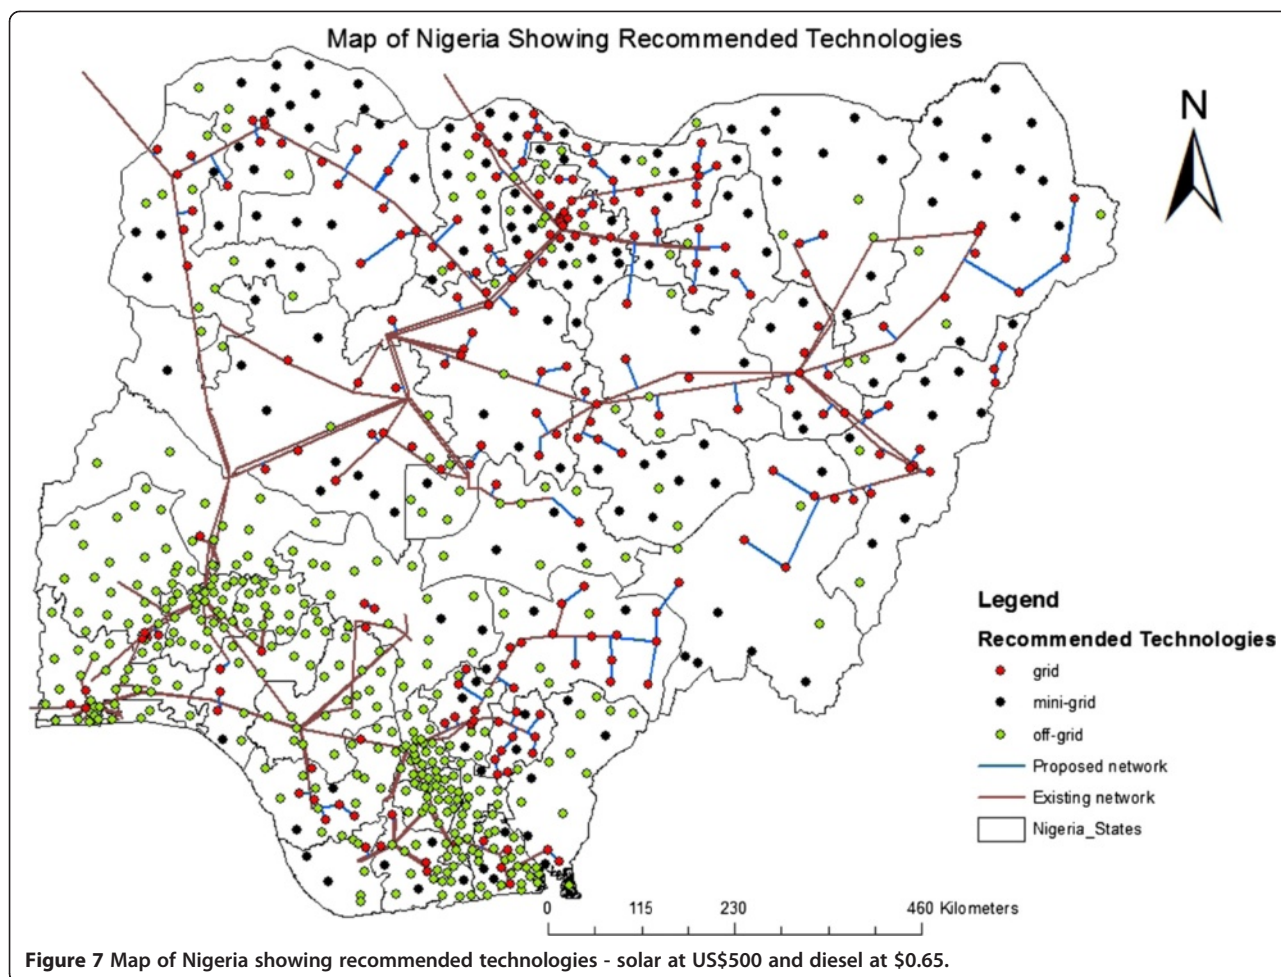 Map of Nigeria Showing Recommended Technologies
N
Legend
Recommended Technologies
grid
mini-grid
off-grid
Proposed network
Existing network
Nigeria_States
0 115 230 460 Kilometers
Figure 7 Map of Nigeria showing recommended technologies - solar at US$500 and diesel at $0.65.